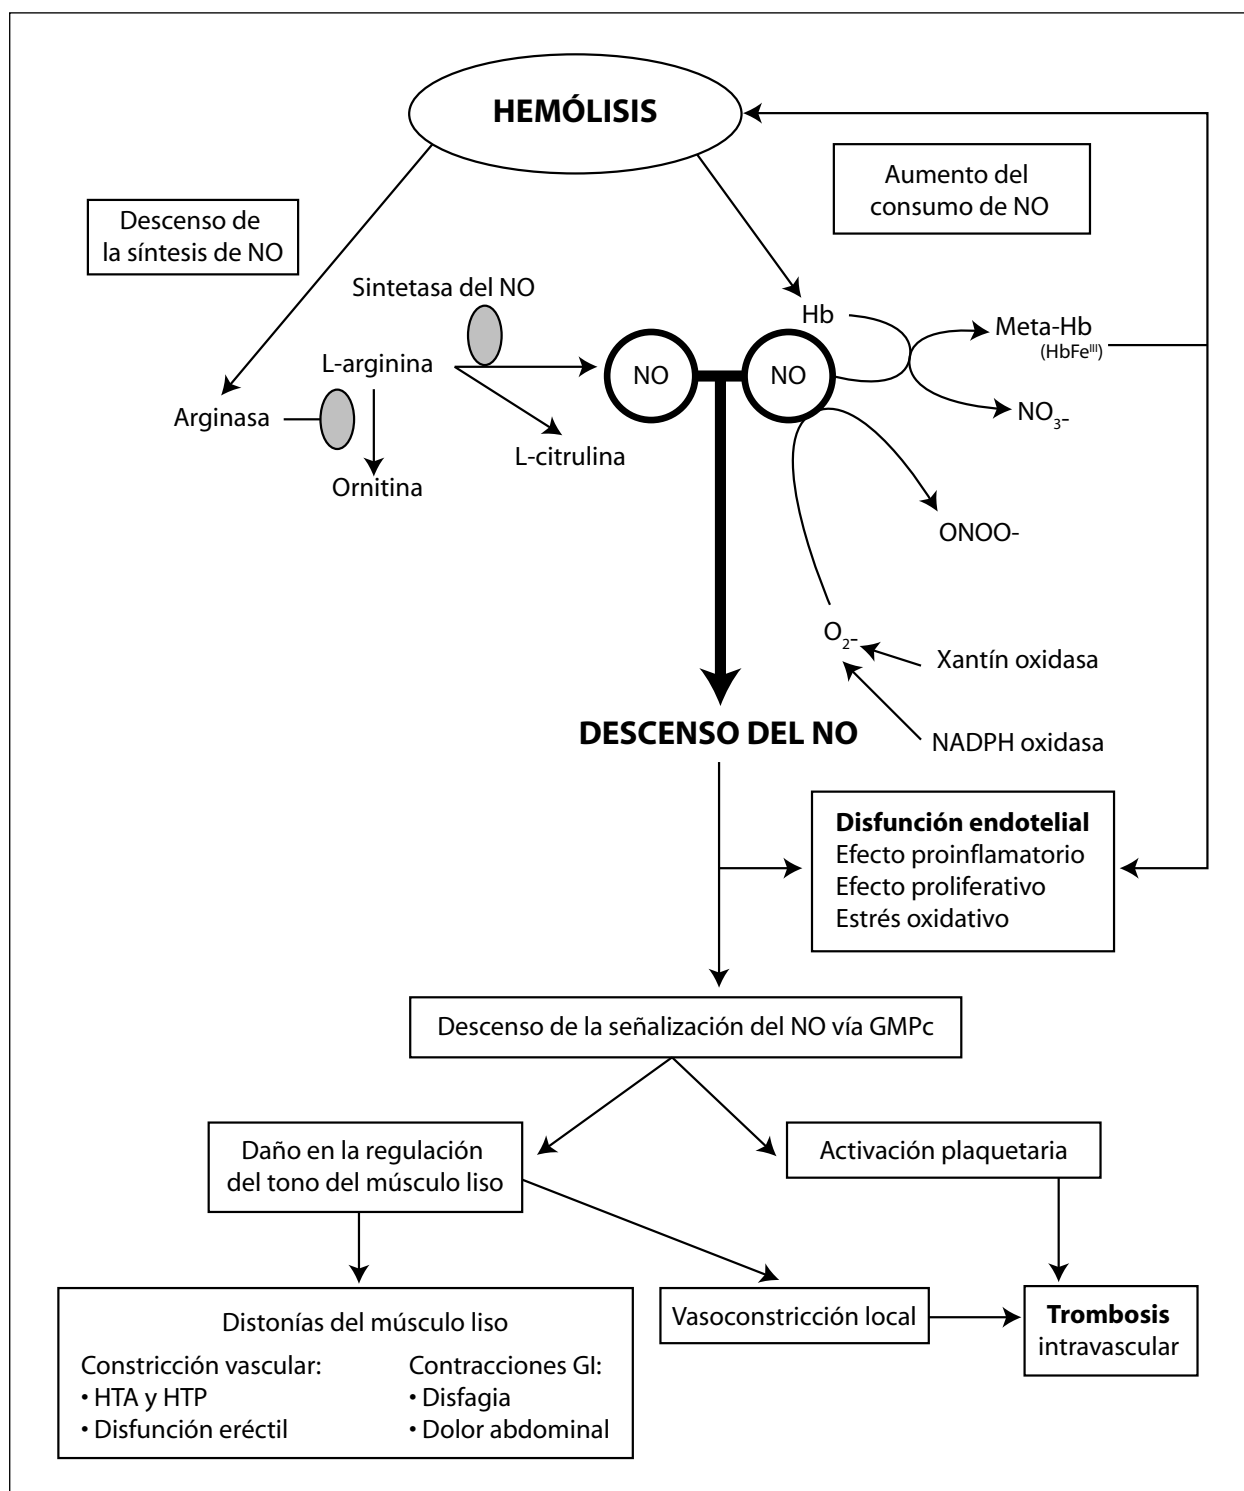 HEMÓLISIS
Aumento del
consumo de NO
Descenso de
la síntesis de NO
Sintetasa del NO
Hb
Meta-Hb
(HbFeIII)
L-arginina
NO
NO
Arginasa
NO3-
L-citrulina
Ornitina
ONOO-
O2-
Xantín oxidasa
DESCENSO DEL NO
NADPH oxidasa
Disfunción endotelial
Efecto proinflamatorio
Efecto proliferativo
Estrés oxidativo
Descenso de la señalización del NO vía GMPc
Daño en la regulación
del tono del músculo liso
Activación plaquetaria
Distonías del músculo liso
Constricción vascular:
• HTA y HTP
• Disfunción eréctil
Contracciones GI:
• Disfagia
• Dolor abdominal
Vasoconstricción local
Trombosis
intravascular